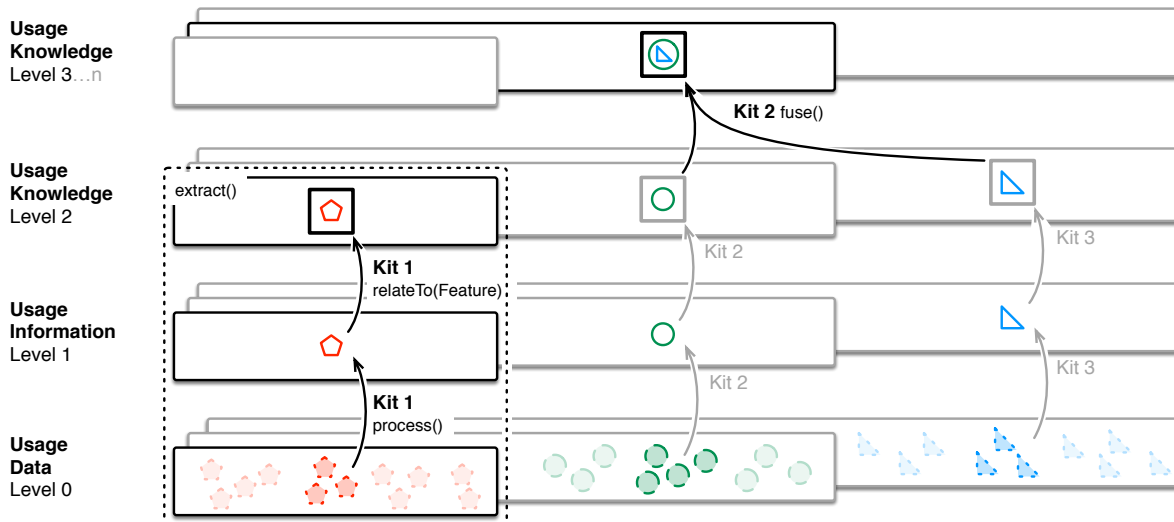 Usage
Knowledge
Level 3...n
Kit 2 fuse()
Usage
Knowledge
Level 2
extract()
Kit 1
relateTo(Feature)
Kit 2
Kit 3
Usage
Information
Level 1
Kit 1
process()
Kit 2
Kit 3
Usage
Data
Level 0